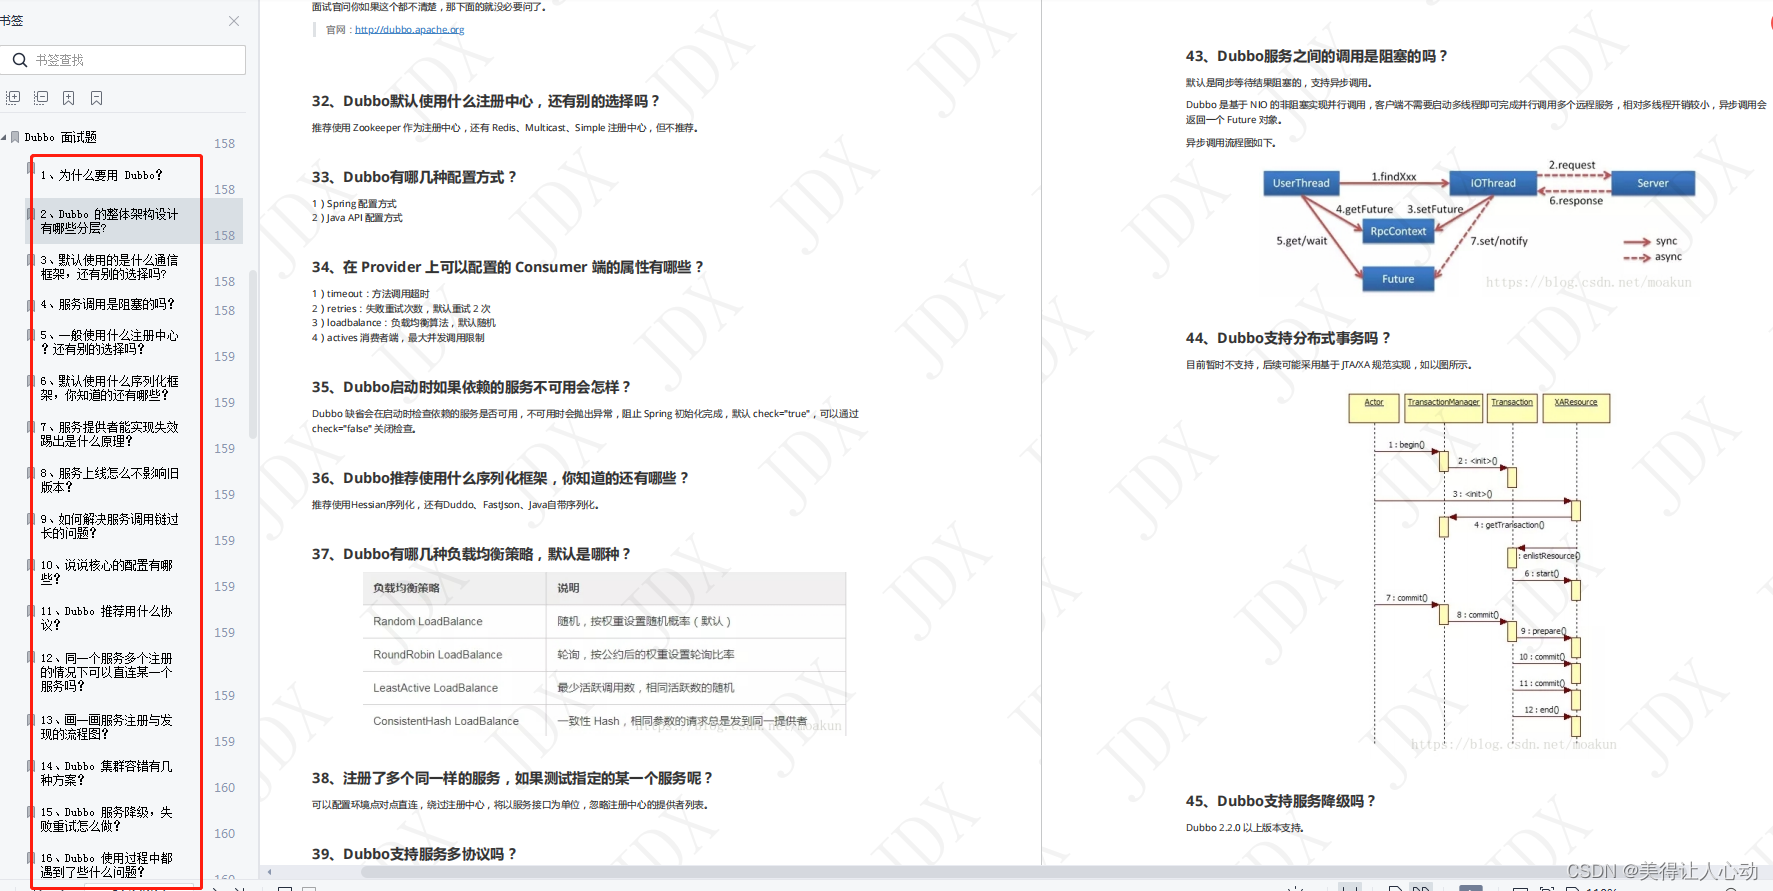 书签
书签查找
Dubbo 面试题
158
1、为什么要用 Dubbo？
158
2、Dubbo 的整体架构设计
有哪些分层？
158
3、默认使用的是什么通信
框架，还有别的选择吗？
158
4、服务调用是阻塞的吗？
158
5、一般使用什么注册中心
？还有别的选择吗？
159
6、默认使用什么序列化框
架，你知道的还有哪些？
159
7、服务提供者能实现失效
踢出是什么原理？
159
8、服务上线怎么不影响旧
版本？
159
9、如何解决服务调用链过
长的问题？
159
10、说说核心的配置有哪
些？
159
11、Dubbo 推荐用什么协
议？
159
12、同一个服务多个注册
的情况下可以直连某一个
服务吗？
159
13、画一画服务注册与发
现的流程图？
159
14、Dubbo 集群容错有几
种方案？
160
15、Dubbo 服务降级，失
败重试怎么做？
160
16、Dubbo 使用过程中都
遇到了些什么问题？
160
面试官问你如果这个都不清楚，那下面的就没必要问了。
官网：http://dubbo.apache.org
32、Dubbo默认使用什么注册中心，还有别的选择吗？
推荐使用 Zookeeper 作为注册中心，还有 Redis、Multicast、Simple 注册中心，但不推荐。
33、Dubbo有哪几种配置方式？
1）Spring 配置方式
2）Java API 配置方式
34、在 Provider 上可以配置的 Consumer 端的属性有哪些？
1）timeout：方法调用超时
2）retries：失败重试次数，默认重试 2 次
3）loadbalance：负载均衡算法，默认随机
4）actives 消费者端，最大并发调用限制
35、Dubbo启动时如果依赖的服务不可用会怎样？
Dubbo 缺省会在启动时检查依赖的服务是否可用，不可用时会抛出异常，阻止 Spring 初始化完成，默认 check="true"，可以通过
check="false" 关闭检查。
36、Dubbo推荐使用什么序列化框架，你知道的还有哪些？
推荐使用Hessian序列化，还有Duddo、FastJson、Java自带序列化。
37、Dubbo有哪几种负载均衡策略，默认是哪种？
负载均衡策略 说明
Random LoadBalance 随机，按权重设置随机概率（默认）
RoundRobin LoadBalance 轮询，按公约后的权重设置轮询比率
LeastActive LoadBalance 最少活跃调用数，相同活跃数的随机
ConsistentHash LoadBalance 一致性 Hash，相同参数的请求总是发到同一提供者
https://blog.csdn.net/moakun
38、注册了多个同一样的服务，如果测试指定的某一个服务呢？
可以配置环境点对点直连，绕过注册中心，将以服务接口为单位，忽略注册中心的提供者列表。
39、Dubbo支持服务多协议吗？
43、Dubbo服务之间的调用是阻塞的吗？
默认是同步等待结果阻塞的，支持异步调用。
Dubbo 是基于 NIO 的非阻塞实现并行调用，客户端不需要启动多线程即可完成并行调用多个远程服务，相对多线程开销较小，异步调用会
返回一个 Future 对象。
异步调用流程图如下。
UserThread
1.findXxx
IOThread
2.request
6.response
Server
4.getFuture
3.setFuture
RpcContext
5.get/wait
7.set/notify
Future
sync
async
https://blog.csdn.net/moakun
44、Dubbo支持分布式事务吗？
目前暂时不支持，后续可能采用基于 JTA/XA 规范实现，如以图所示。
Actor TransactionManager Transaction XAResource
1 : begin()
2 : <init>()
3 : <init>()
4 : getTransaction()
: enlistResource()
6 : start()
7 : commit()
8 : commit()
9 : prepare()
10 : commit()
11 : commit()
12 : end()
https://blog.csdn.net/moakun
45、Dubbo支持服务降级吗？
Dubbo 2.2.0 以上版本支持。
JDX
CSDN @美得让人心动